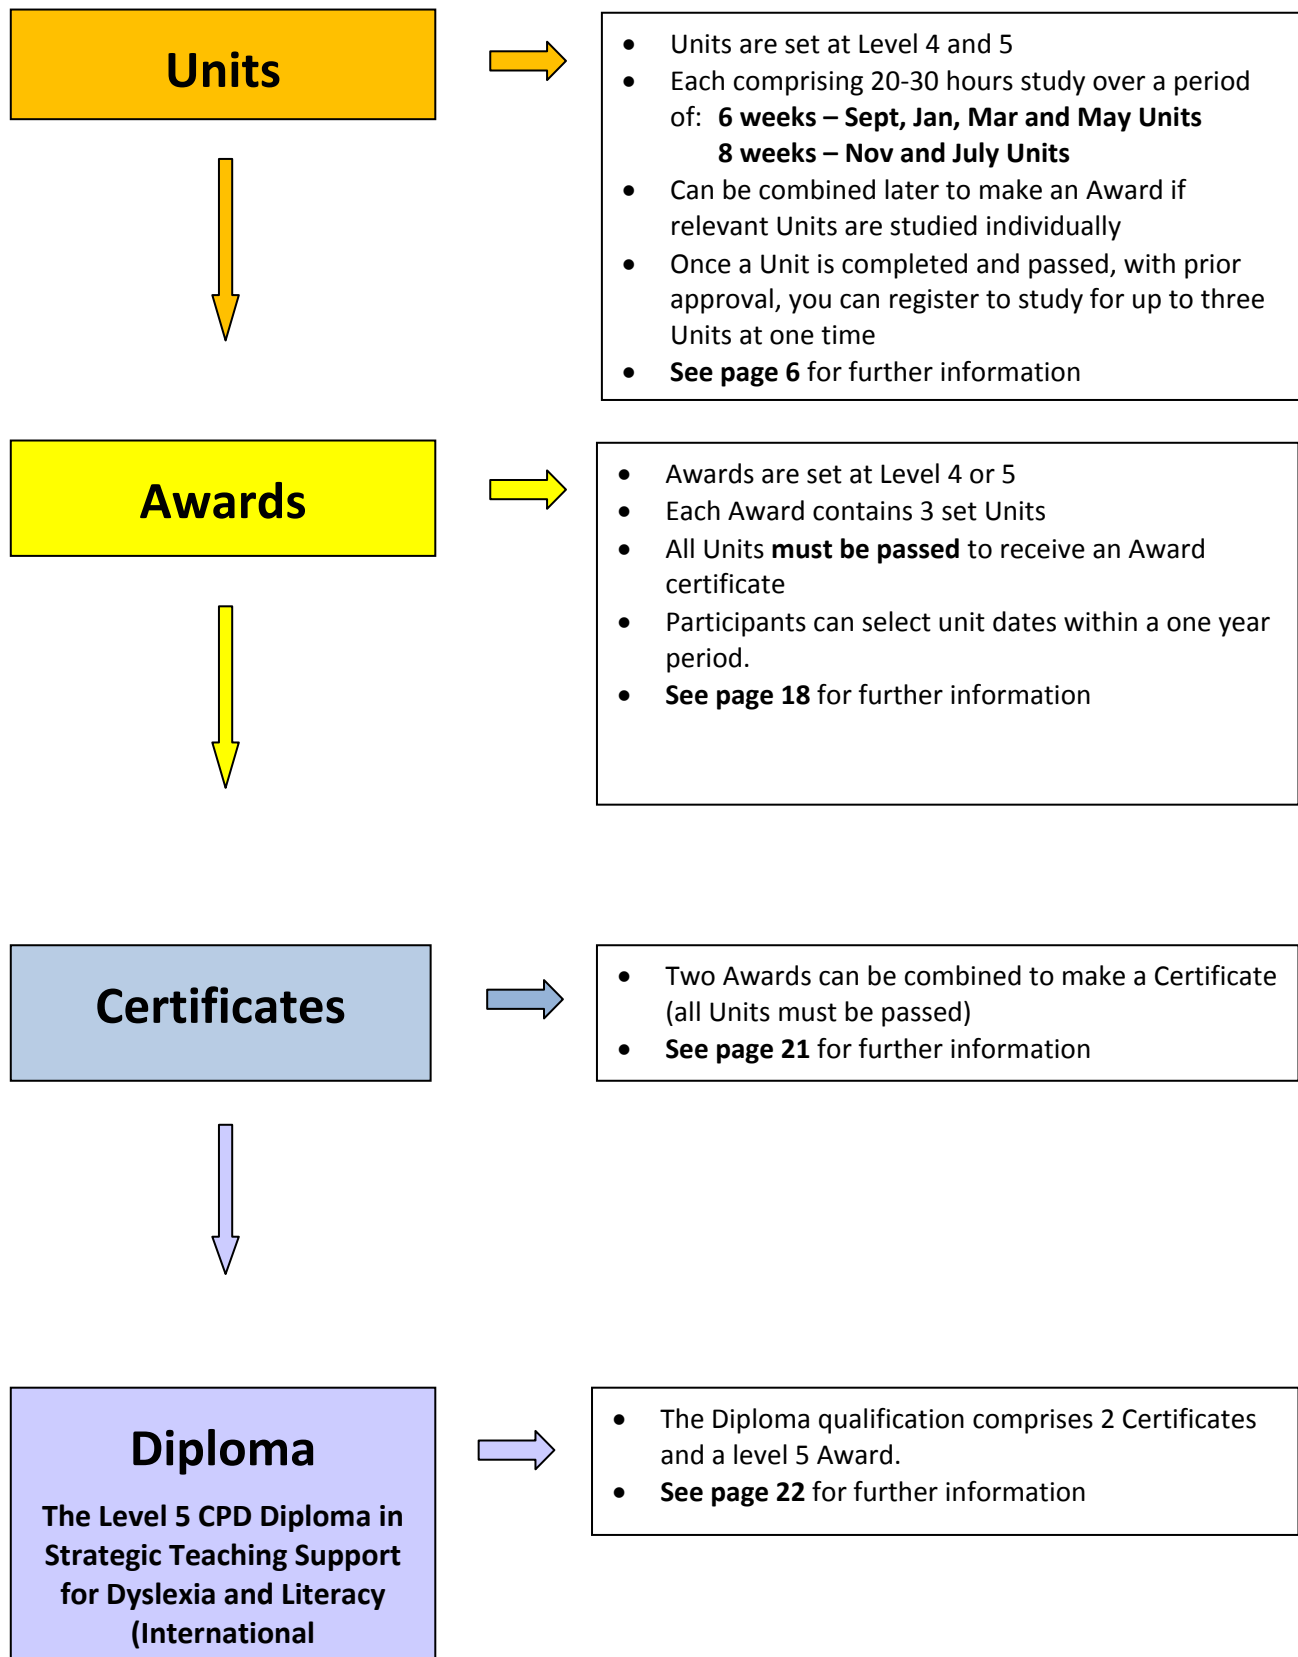 Units
• Units are set at Level 4 and 5
• Each comprising 20-30 hours study over a period
of: 6 weeks – Sept, Jan, Mar and May Units
8 weeks – Nov and July Units
• Can be combined later to make an Award if
relevant Units are studied individually
• Once a Unit is completed and passed, with prior
approval, you can register to study for up to three
Units at one time
• See page 6 for further information
Awards
• Awards are set at Level 4 or 5
• Each Award contains 3 set Units
• All Units must be passed to receive an Award
certificate
• Participants can select unit dates within a one year
period.
• See page 18 for further information
Certificates
• Two Awards can be combined to make a Certificate
(all Units must be passed)
• See page 21 for further information
Diploma
The Level 5 CPD Diploma in
Strategic Teaching Support
for Dyslexia and Literacy
(International
• The Diploma qualification comprises 2 Certificates
and a level 5 Award.
• See page 22 for further information